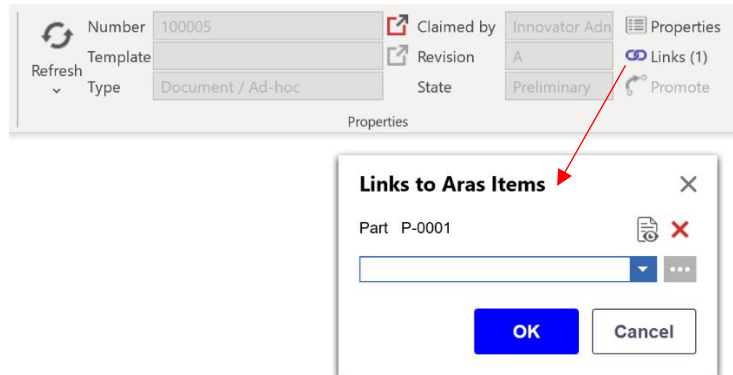 Number 100005 Claimed by Innovator Adn Properties
Refresh Template Revision A Links (1)
Type Document / Ad-hoc State Preliminary Promote
Properties
Links to Aras Items
Part P-0001
OK Cancel